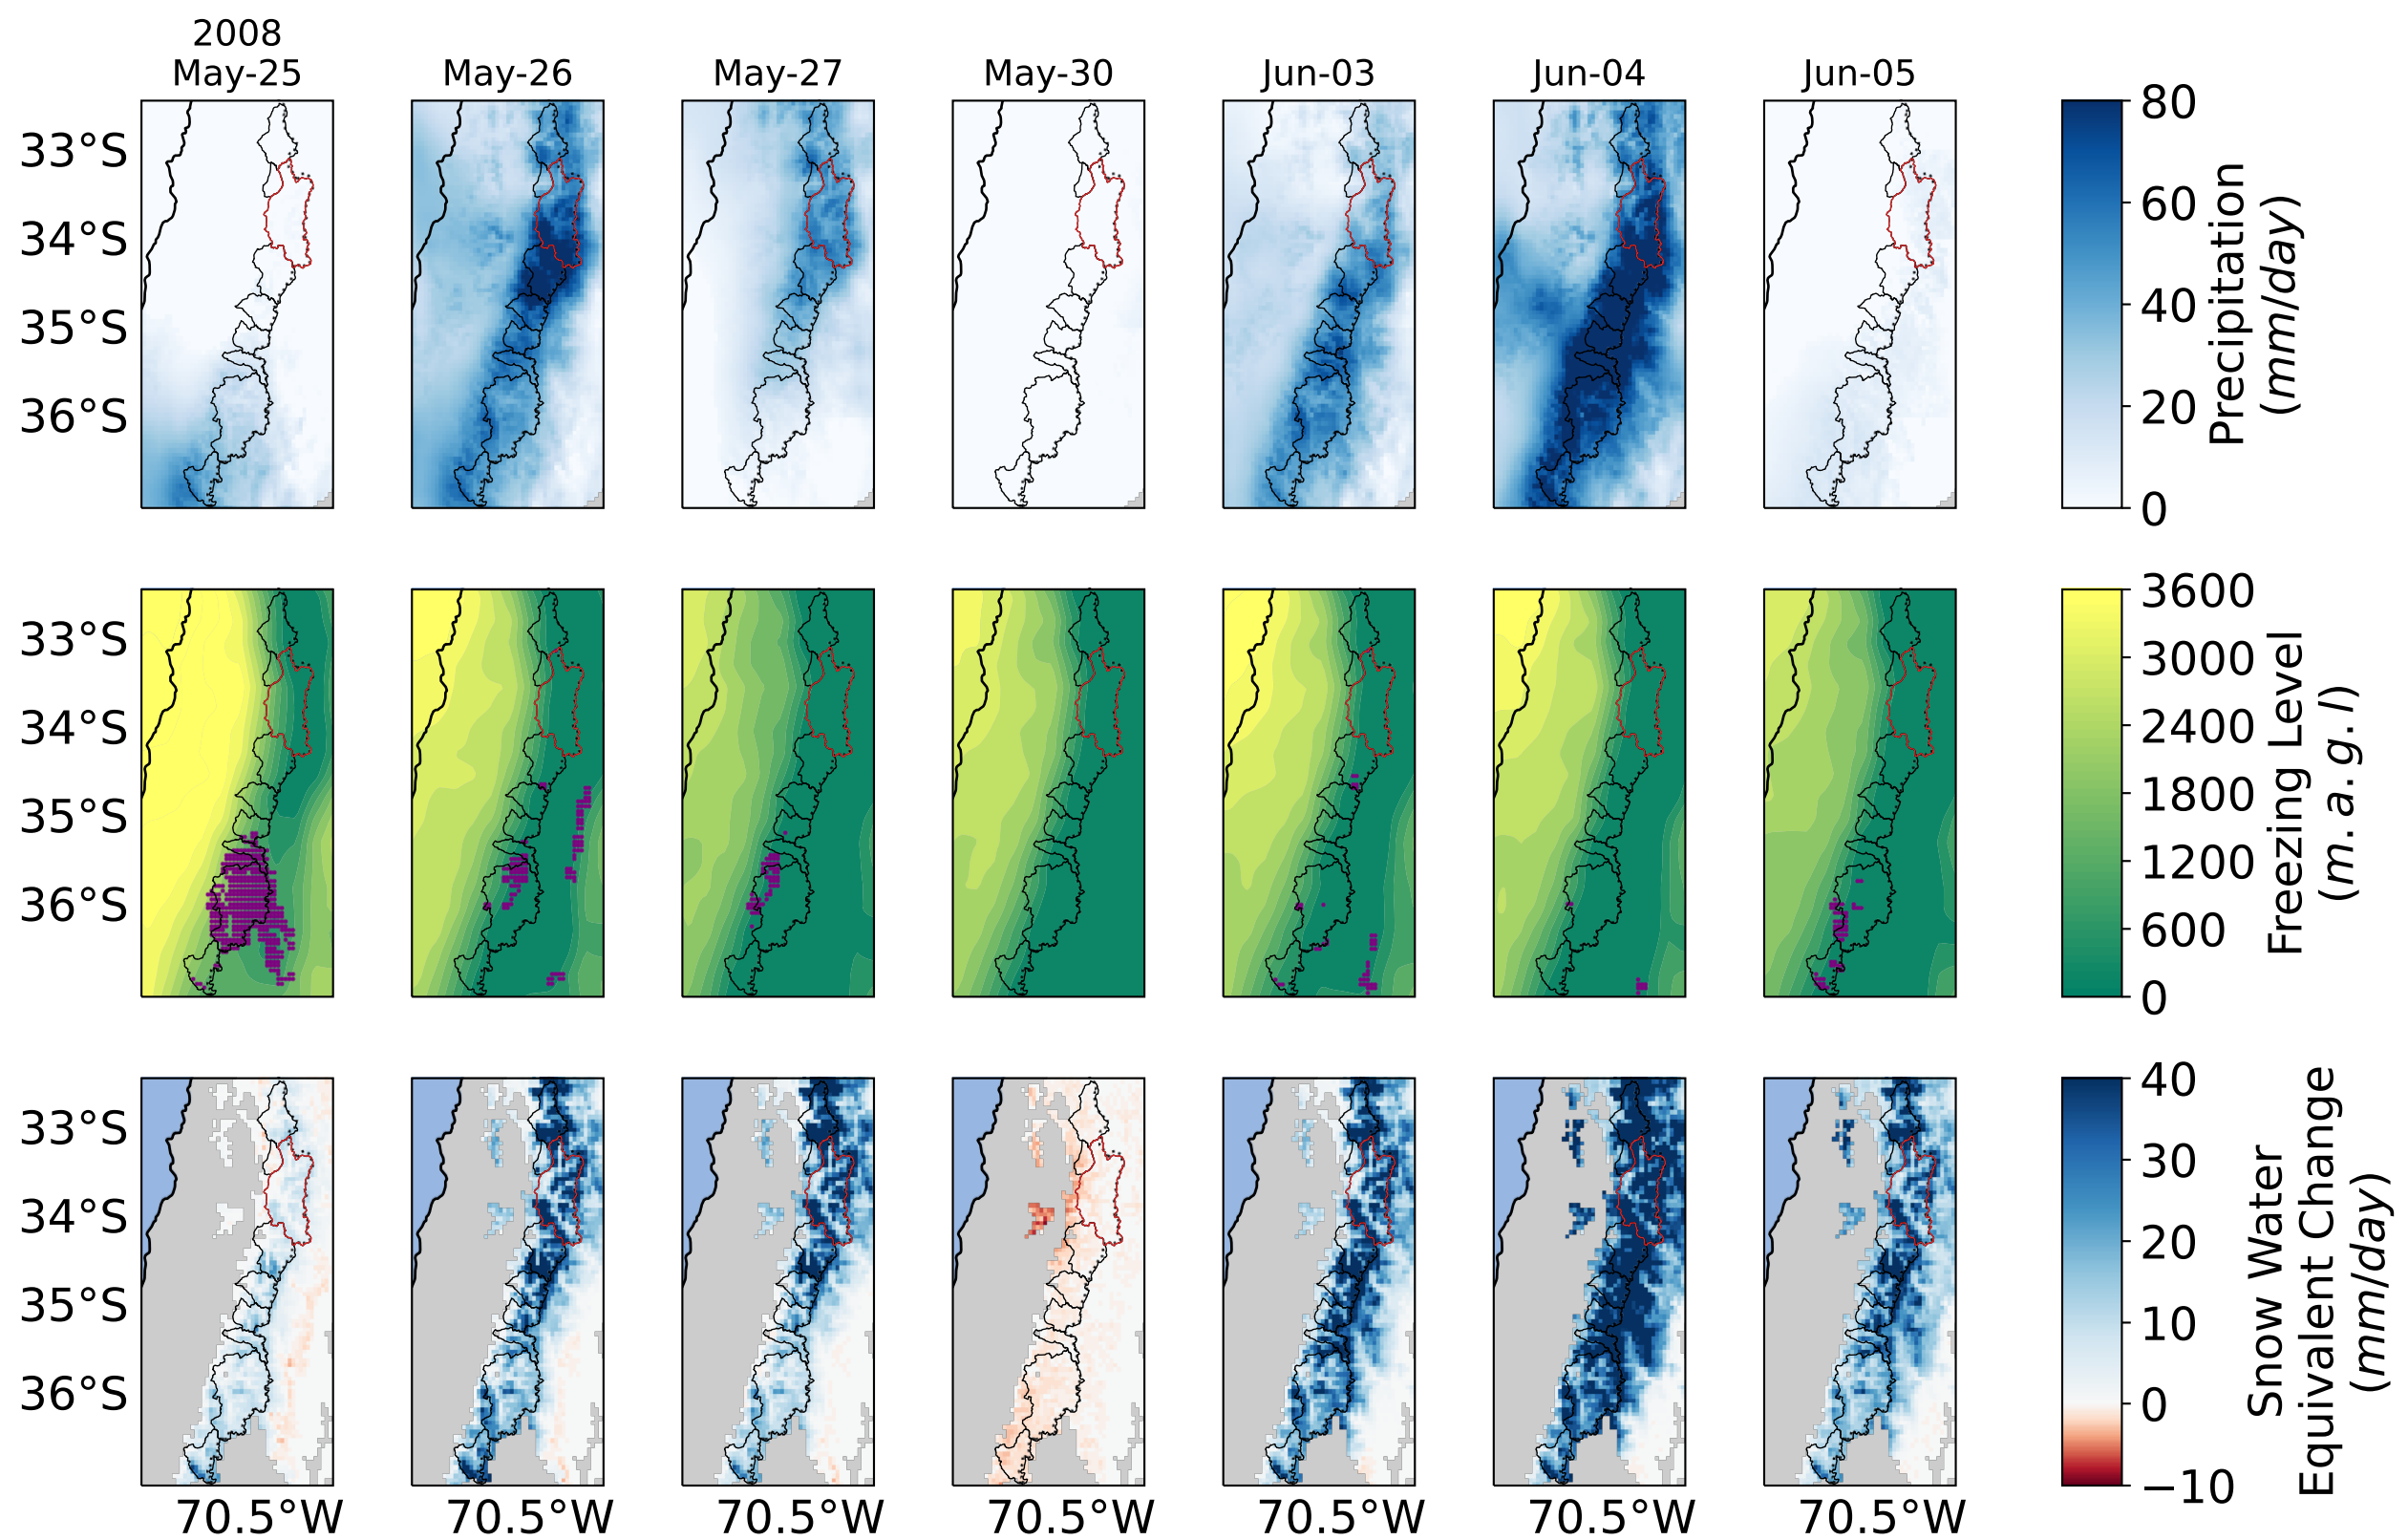 2008
May-25 May-26 May-27 May-30 Jun-03 Jun-04 Jun-05
33°S
34°S
35°S
36°S
80
60
40
20
0
Precipitation
(mm/day)
33°S
34°S
35°S
36°S
3600
3000
2400
1800
1200
600
0
Freezing Level
(m.a.g.l)
33°S
34°S
35°S
36°S
40
30
20
10
0
−10
Snow Water
Equivalent Change
(mm/day)
70.5°W 70.5°W 70.5°W 70.5°W 70.5°W 70.5°W 70.5°W